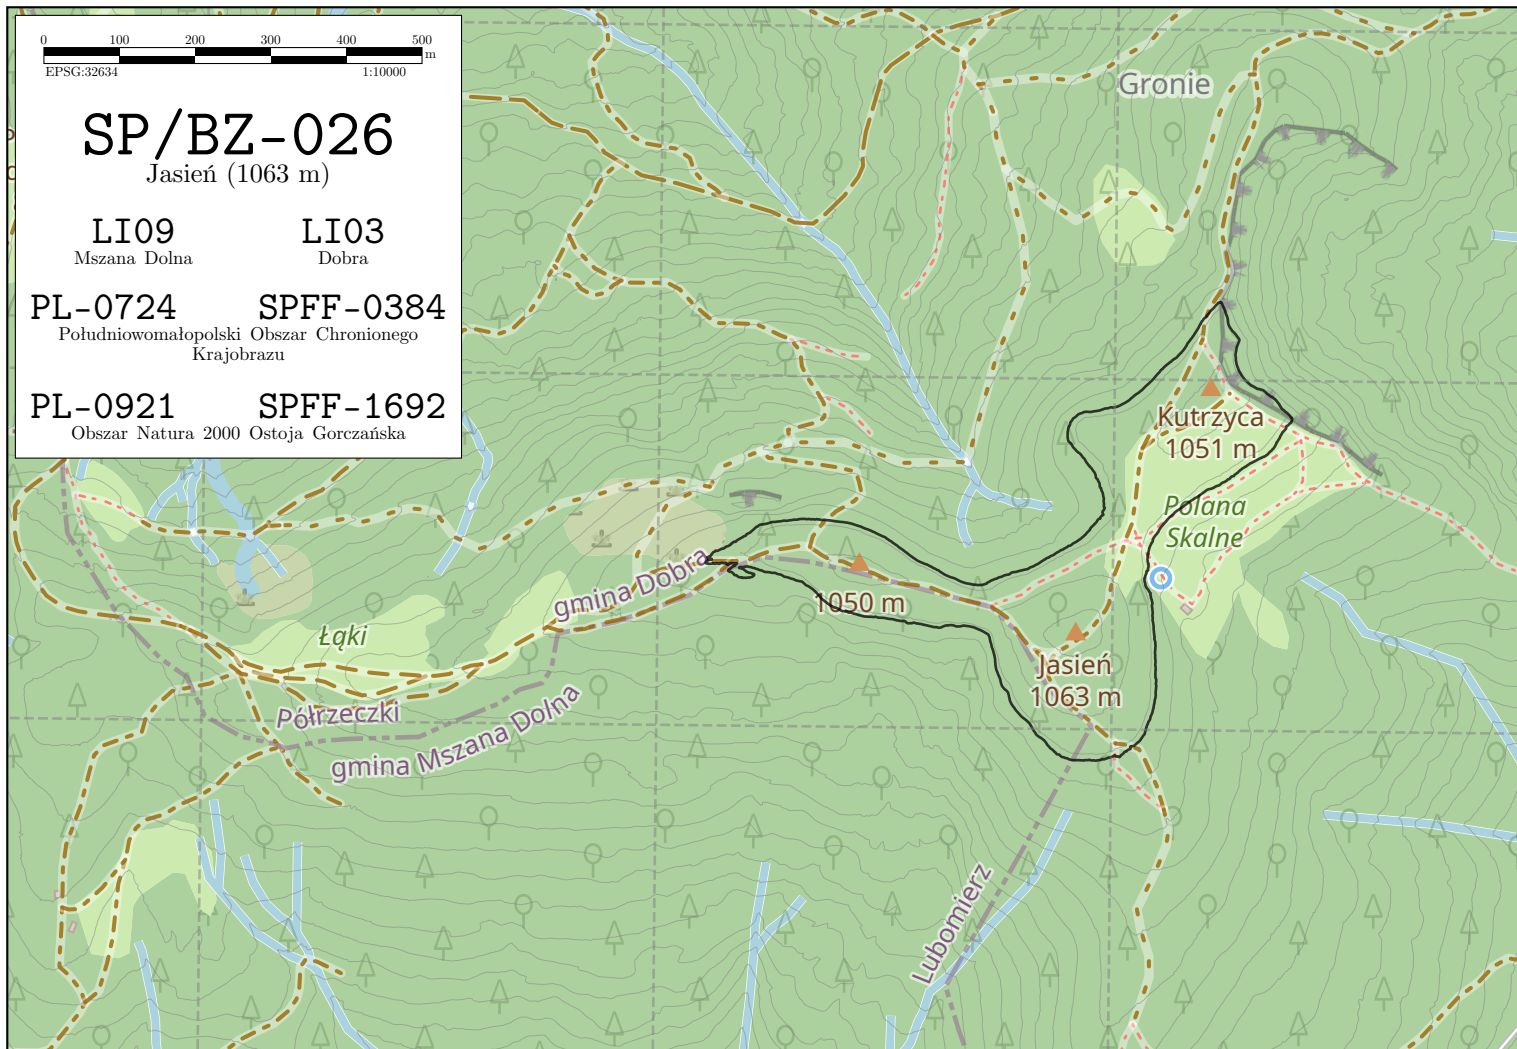 0 100 200 300 400 500
m
EPSG:32634 1:10000
SP/BZ-026
Jasień (1063 m)
LI09 LI03
Mszana Dolna Dobra
PL-0724 SPFF-0384
Południowomałopolski Obszar Chronionego
Krajobrazu
PL-0921 SPFF-1692
Obszar Natura 2000 Ostoja Gorczańska
Gronie
Kutrzyca
1051 m
Polana
Skalne
gmina Dobra
1050 m
Łąki
Jasień
1063 m
Półrzeczki
gmina Mszana Dolna
Lubomierz